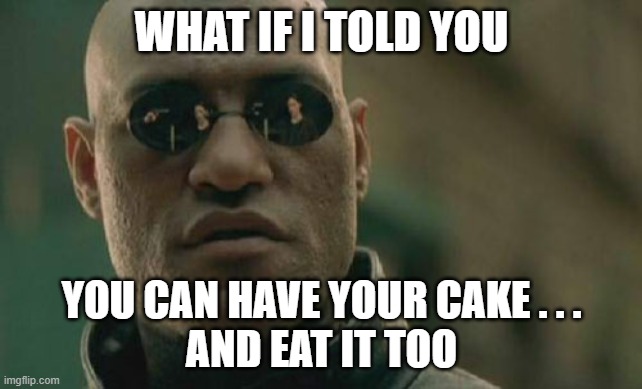 WHAT IF I TOLD YOU
YOU CAN HAVE YOUR CAKE . . .
AND EAT IT TOO
imgflip.com